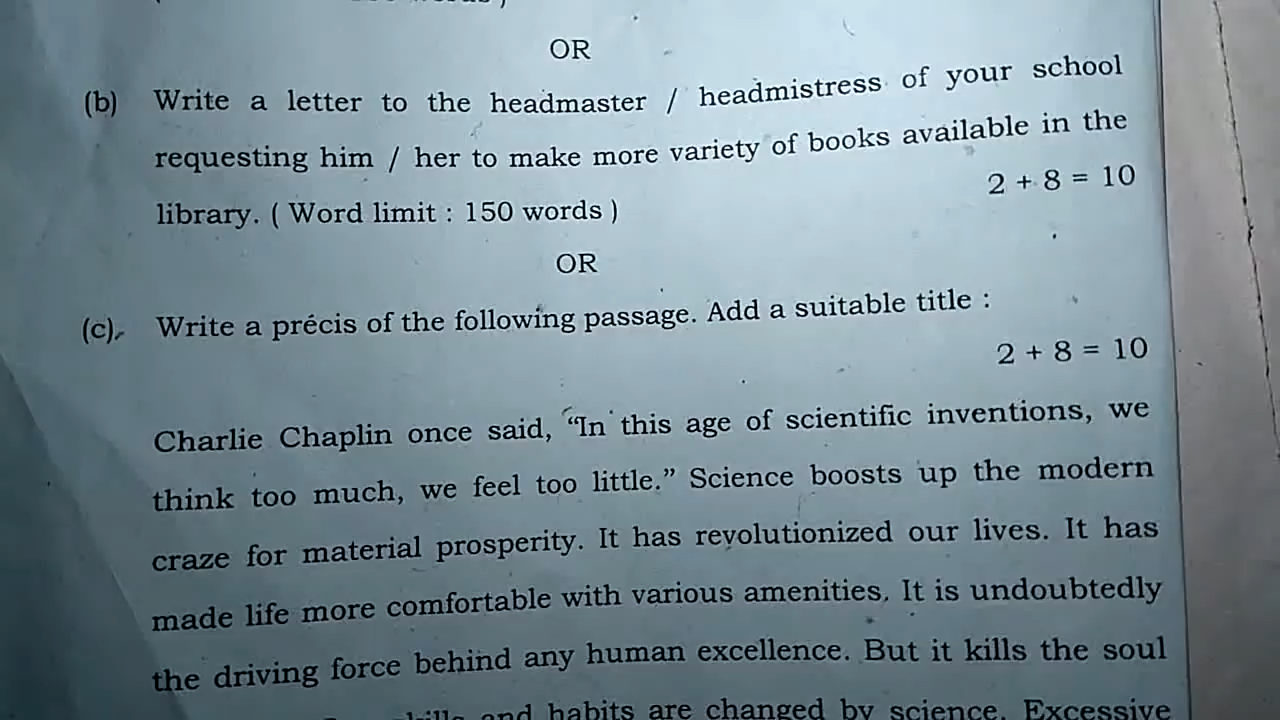 OR
(b) Write a letter to the headmaster / headmistress of your school
requesting him / her to make more variety of books available in the
library. ( Word limit : 150 words )
2 + 8 = 10
OR
(c). Write a précis of the following passage. Add a suitable title :
2 + 8 = 10
Charlie Chaplin once said, “In this age of scientific inventions, we
think too much, we feel too little.” Science boosts up the modern
craze for material prosperity. It has revolutionized our lives. It has
made life more comfortable with various amenities. It is undoubtedly
the driving force behind any human excellence. But it kills the soul
and habits are changed by science. Excessive